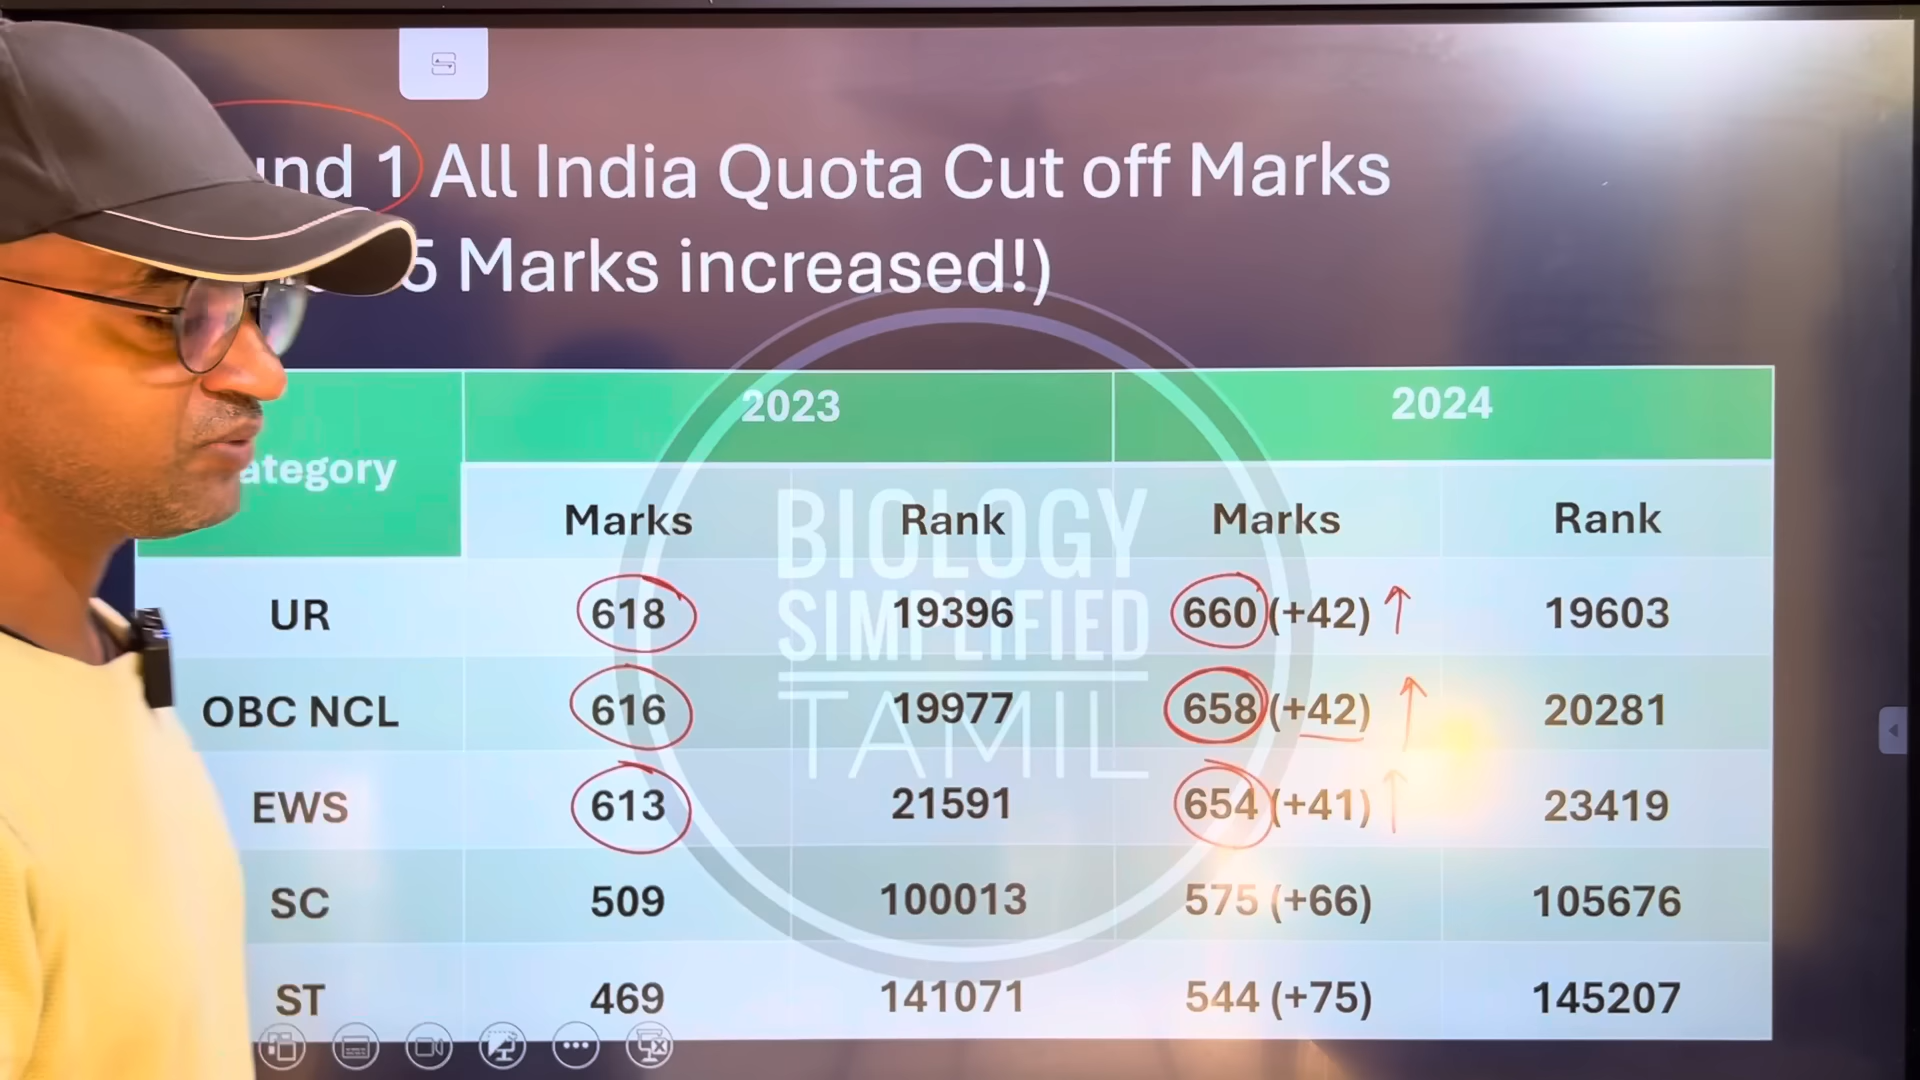 1 All India Quota Cut off Marks
5 Marks increased!)
2023 2024
Marks Rank Marks Rank
UR 618 19396 660 (+42) 19603
OBC NCL 616 19977 658 (+42) 20281
EWS 613 21591 654 (+41) 23419
SC 509 100013 575 (+66) 105676
ST 469 141071 544 (+75) 145207
BIOLOGY
SIMPLIFIED
TAMIL